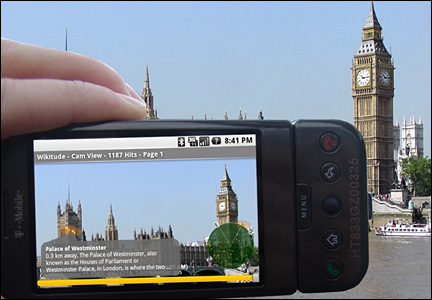 8:41 PM
Wikitude - Cam View - 1187 Hits - Page 1
Palace of Westminster
0.3 km away. The Palace of Westminster, also
known as the Houses of Parliament or
Westminster Palace, in London, is where the two ...
M)
T··Mobile·
MENU
HT839GZ00325